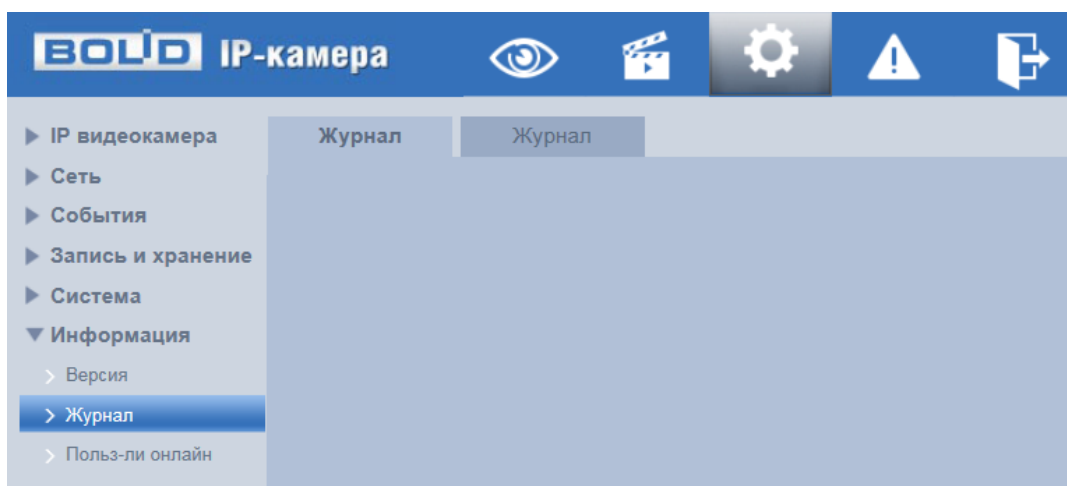 BOLID IP-камера
IP видеокамера
Сеть
События
Запись и хранение
Система
Информация
Версия
Журнал
Польз-ли онлайн
Журнал Журнал